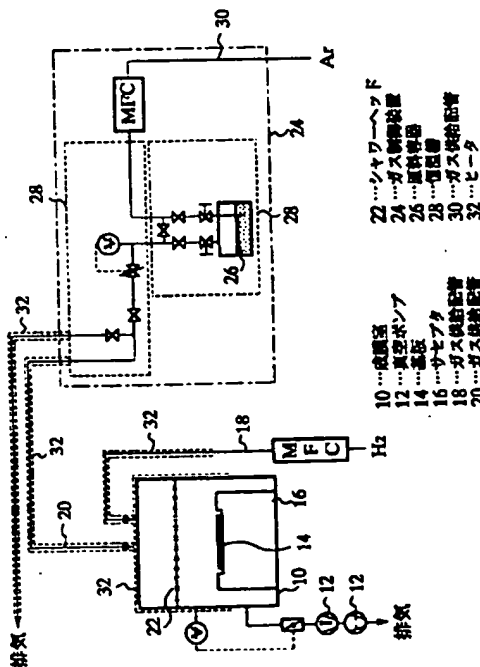 排気
32
20
32
32
28
MFC
30
Ar
24
28
26
32
22
18
MFC
H2
16
14
10
12
12
排気
10…成膜室
12…真空ポンプ
14…基板
16…サセプタ
18…ガス供給配管
20…ガス供給配管
22…シャワーヘッド
24…ガス制御装置
26…原料容器
28…恒温槽
30…ガス供給配管
32…ヒータ